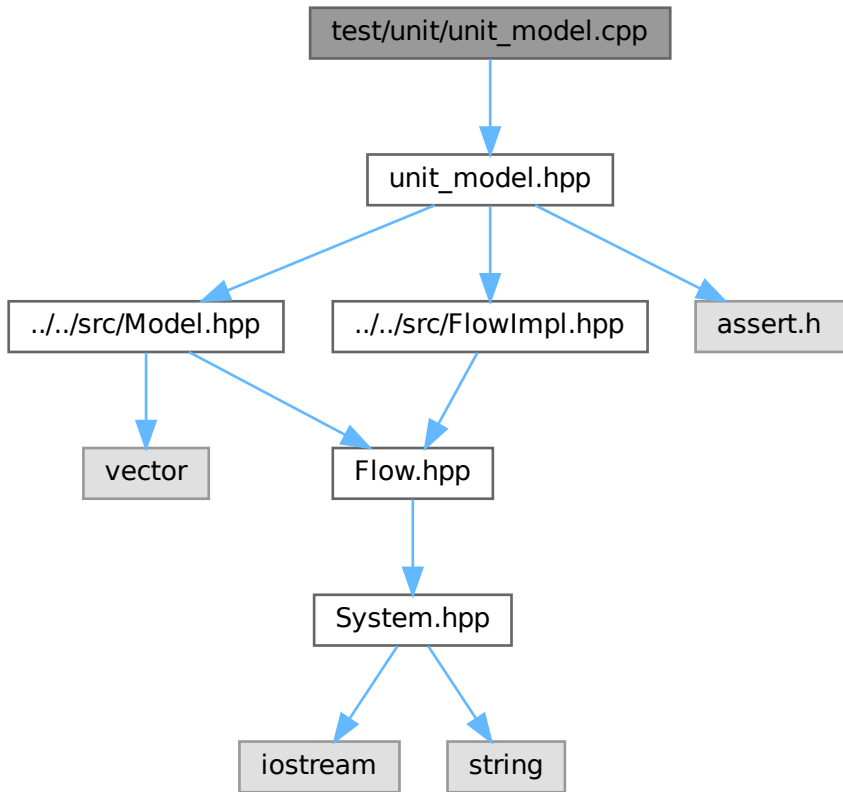 test/unit/unit_model.cpp
unit_model.hpp
../../src/Model.hpp
../../src/FlowImpl.hpp
assert.h
vector
Flow.hpp
System.hpp
iostream
string